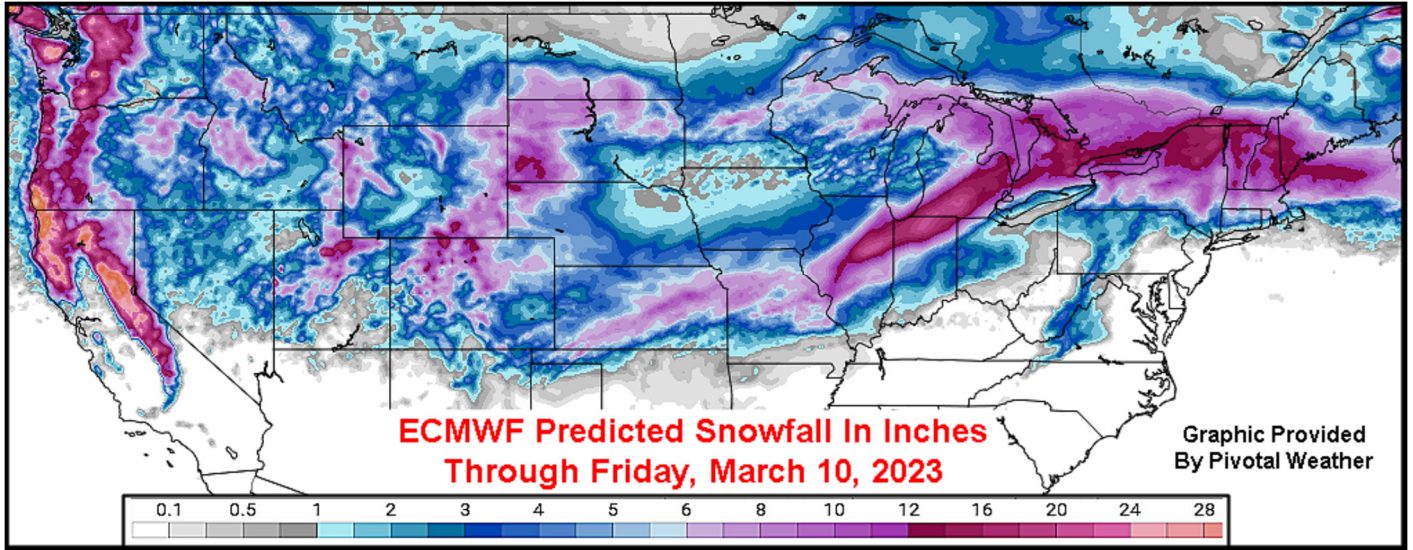 ECMWF Predicted Snowfall In Inches
Through Friday, March 10, 2023
Graphic Provided
By Pivotal Weather
0.1 0.5 1 2 3 4 5 6 8 10 12 16 20 24 28